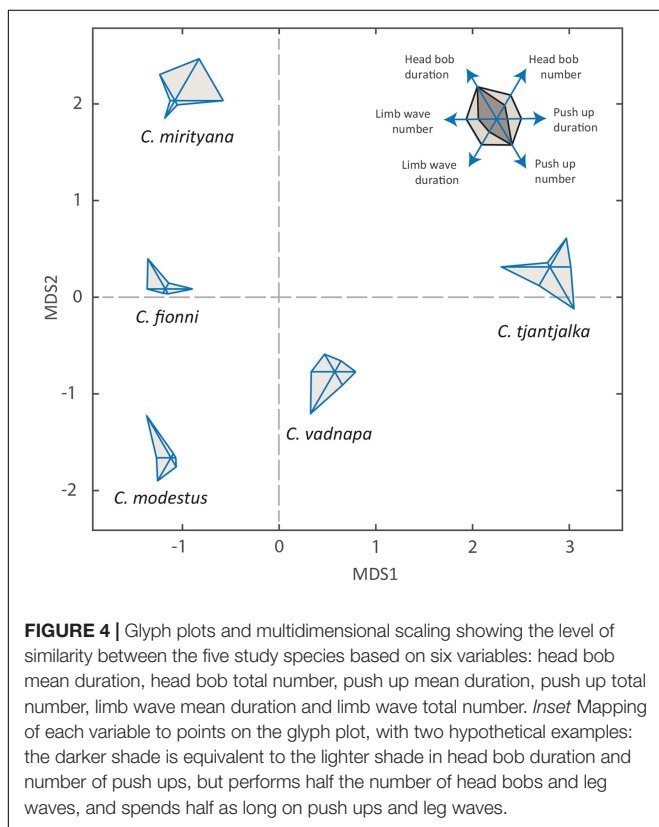 Head bob
duration
Head bob
number
Limb wave
number
Push up
duration
Limb wave
duration
Push up
number
C. mirityana
C. fionni
C. tjantjalka
C. vadnapa
C. modestus
MDS2
2
1
0
-1
-2
-1
0
1
2
3
MDS1
FIGURE 4 | Glyph plots and multidimensional scaling showing the level of
similarity between the five study species based on six variables: head bob
mean duration, head bob total number, push up mean duration, push up total
number, limb wave mean duration and limb wave total number. Inset Mapping
of each variable to points on the glyph plot, with two hypothetical examples:
the darker shade is equivalent to the lighter shade in head bob duration and
number of push ups, but performs half the number of head bobs and leg
waves, and spends half as long on push ups and leg waves.